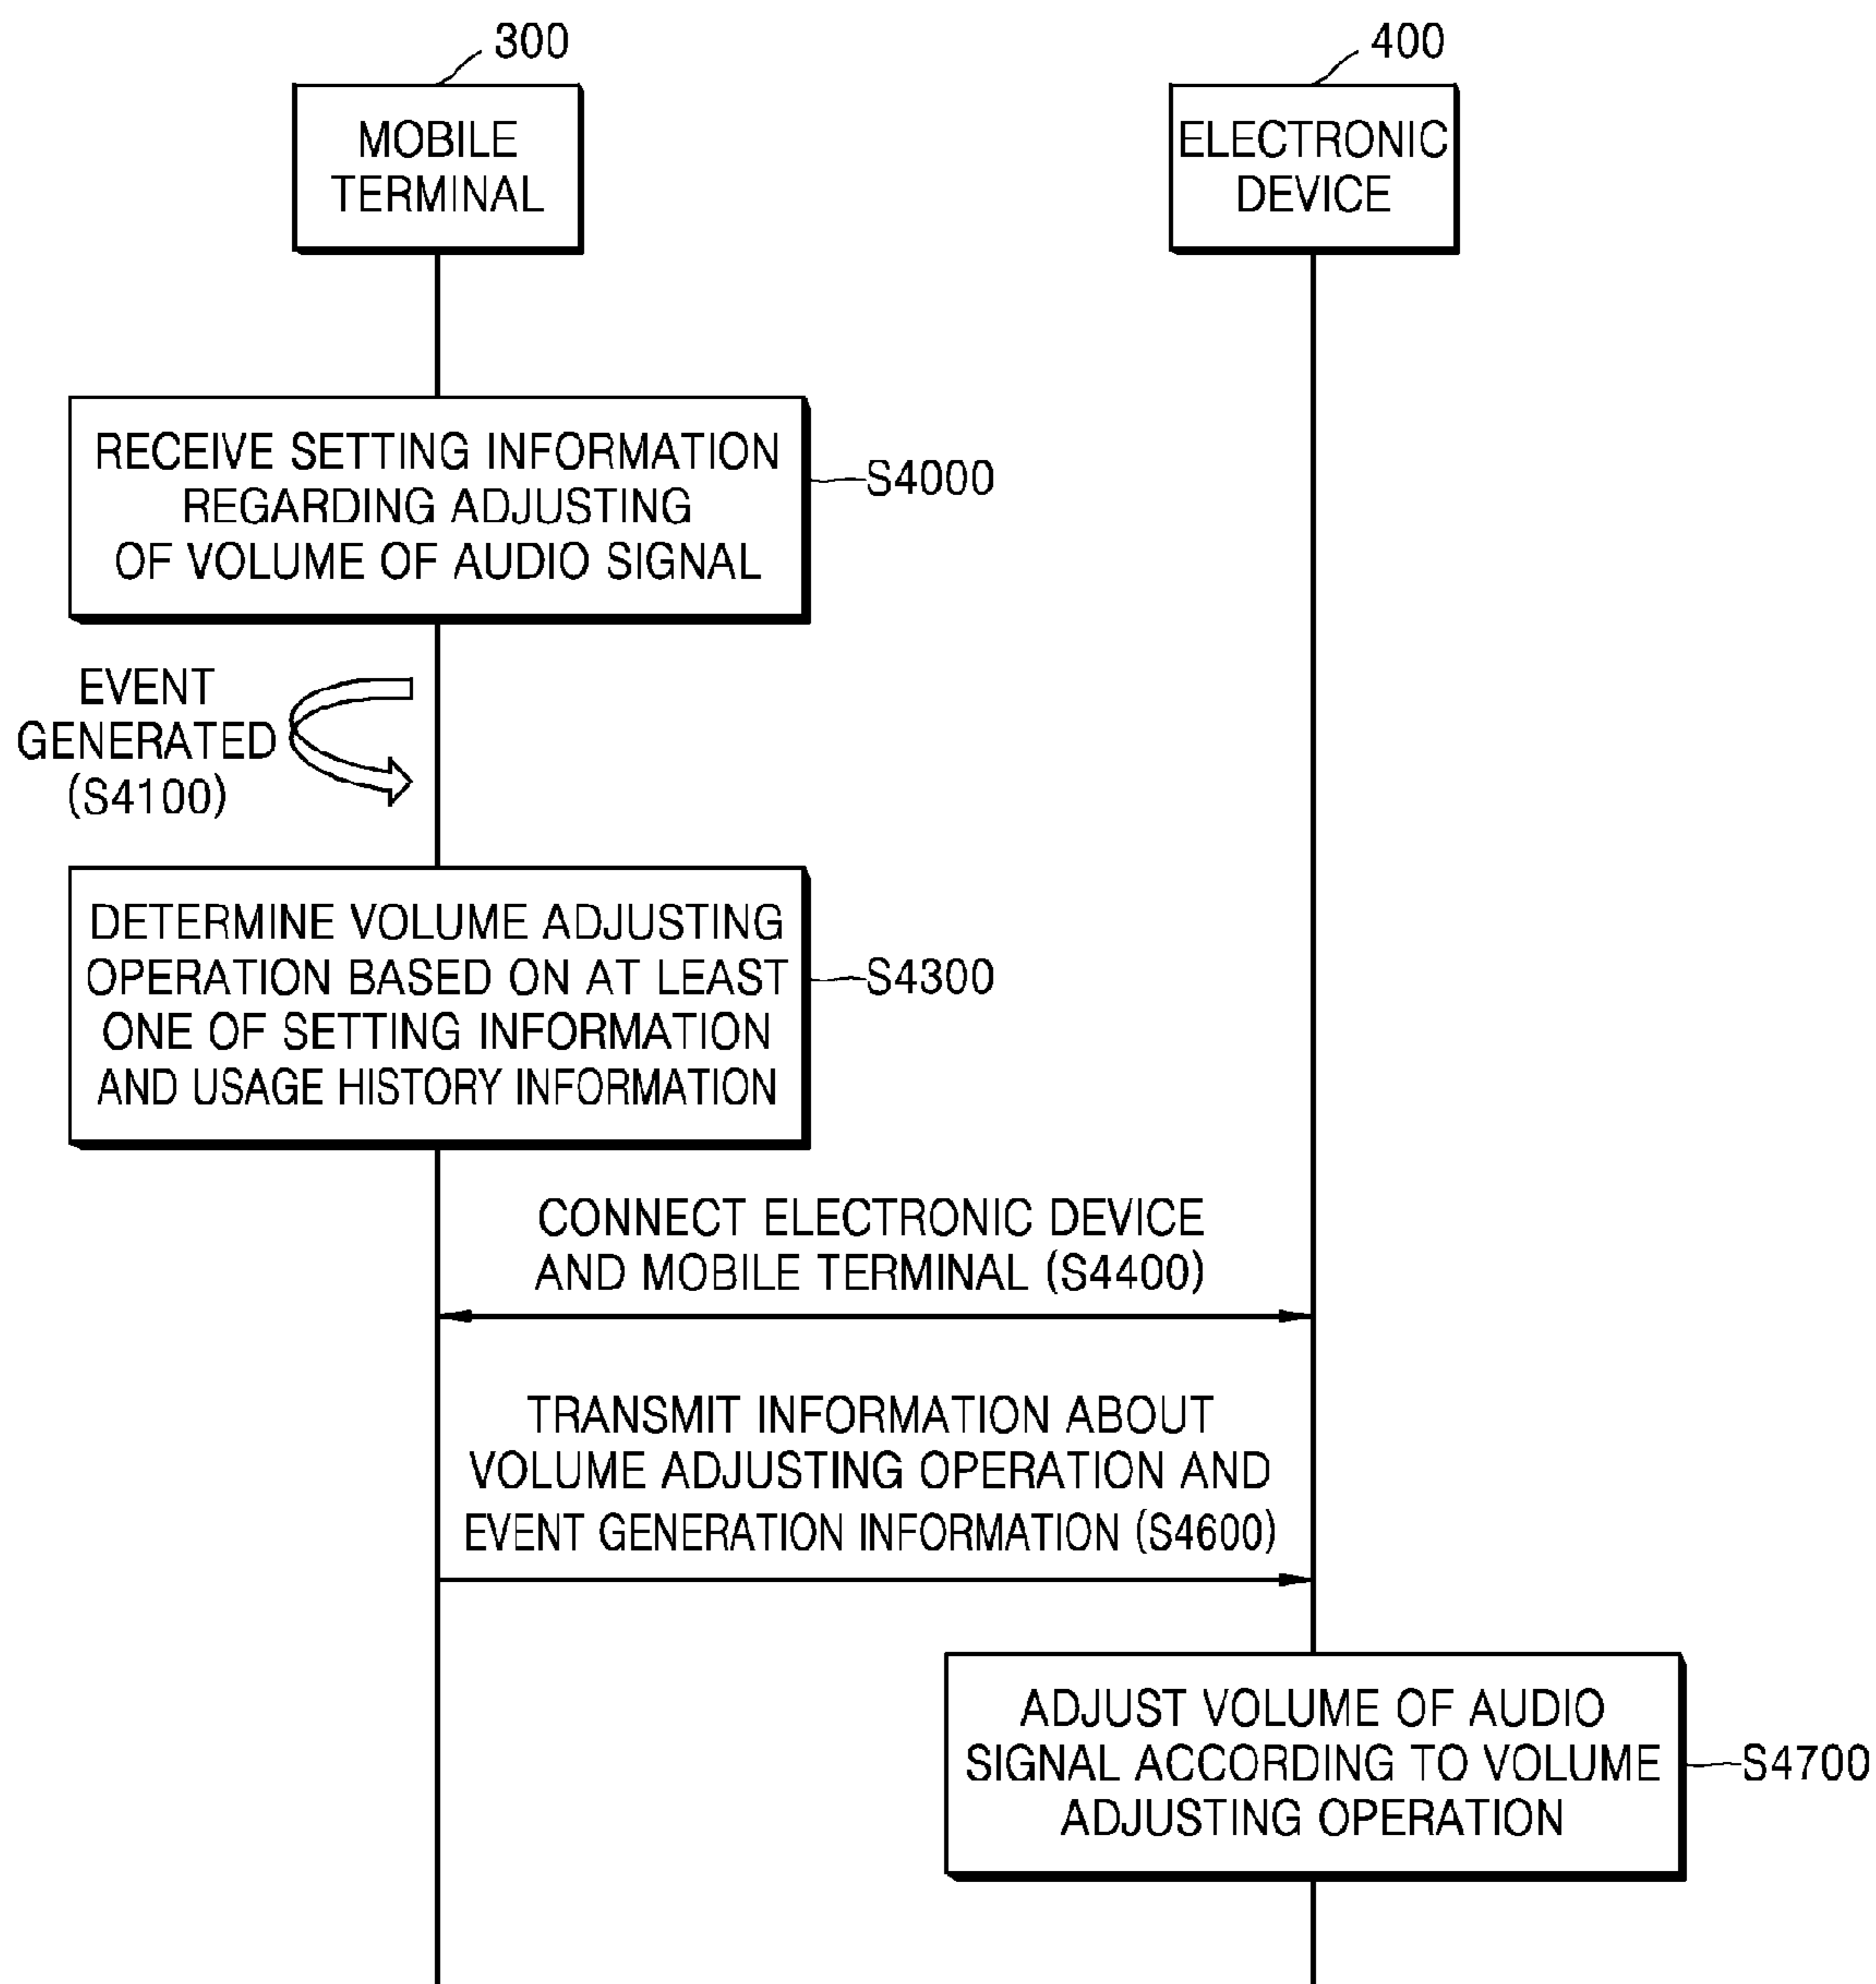 300
400
MOBILE
TERMINAL
ELECTRONIC
DEVICE
RECEIVE SETTING INFORMATION
REGARDING ADJUSTING
OF VOLUME OF AUDIO SIGNAL
S4000
EVENT
GENERATED
(S4100)
DETERMINE VOLUME ADJUSTING
OPERATION BASED ON AT LEAST
ONE OF SETTING INFORMATION
AND USAGE HISTORY INFORMATION
S4300
CONNECT ELECTRONIC DEVICE
AND MOBILE TERMINAL (S4400)
TRANSMIT INFORMATION ABOUT
VOLUME ADJUSTING OPERATION AND
EVENT GENERATION INFORMATION (S4600)
ADJUST VOLUME OF AUDIO
SIGNAL ACCORDING TO VOLUME
ADJUSTING OPERATION
S4700